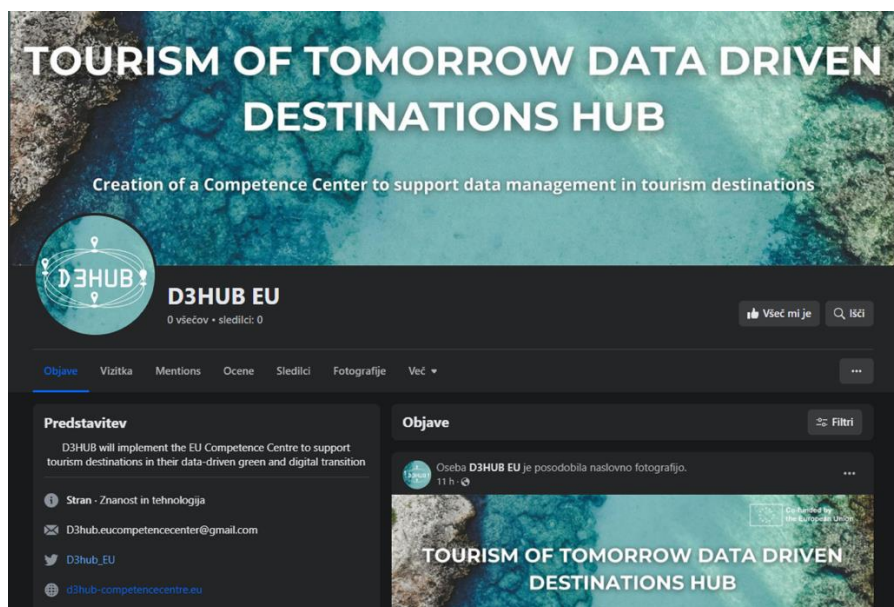 TOURISM OF TOMORROW DATA DRIVEN
DESTINATIONS HUB
Creation of a Competence Center to support data management in tourism destinations
D3HUB
D3HUB EU
0 všečov • sledilci: 0
Všeč mi je
Išči
Objave
Vizitka
Mentions
Ocene
Sledilci
Fotografije
Več
Predstavitev
D3HUB will implement the EU Competence Centre to support
tourism destinations in their data-driven green and digital transition
Stran · Znanost in tehnologija
D3hub.eucompetencecenter@gmail.com
D3hub_EU
d3hub-competencecentre.eu
Objave
Filtri
Oseba D3HUB EU je posodobila naslovno fotografijo.
11 h ·
D3HUB
Co-funded by
the European Union
TOURISM OF TOMORROW DATA DRIVEN
DESTINATIONS HUB